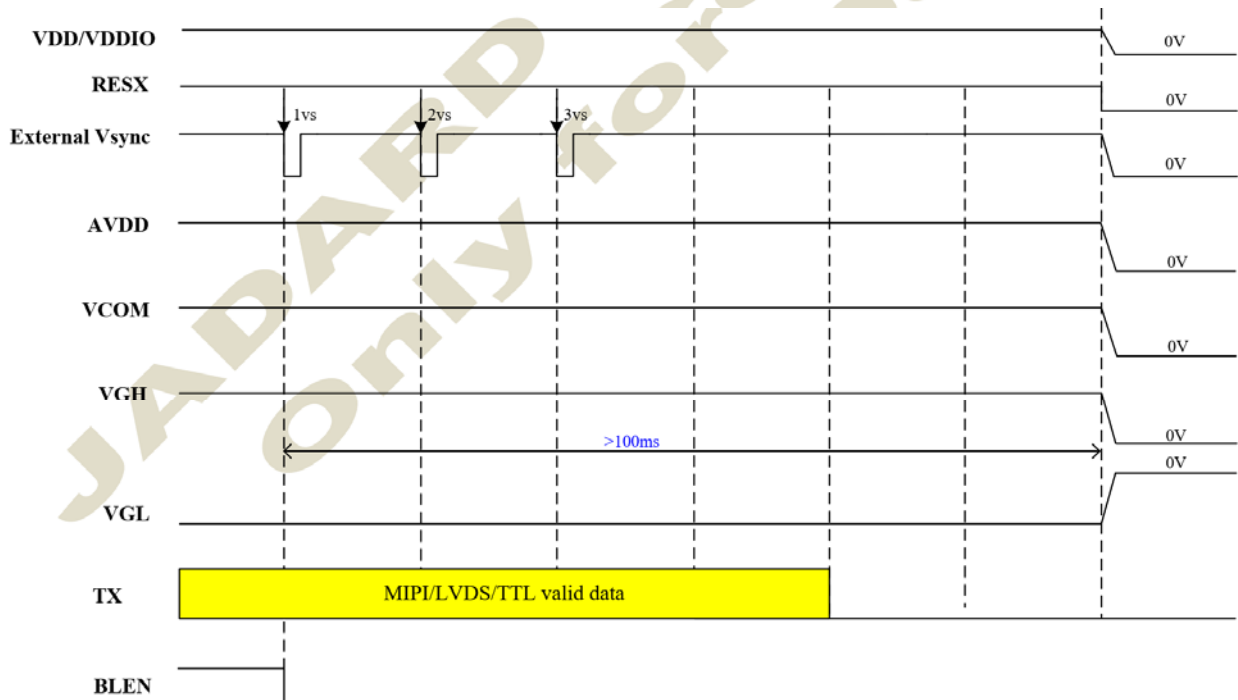 VDD/VDDIO
0V
RESX
0V
1vs
2vs
3vs
External Vsync
0V
AVDD
0V
VCOM
0V
VGH
0V
>100ms
0V
VGL
TX
MIPI/LVDS/TTL valid data
BLEN
JADARD
Only for